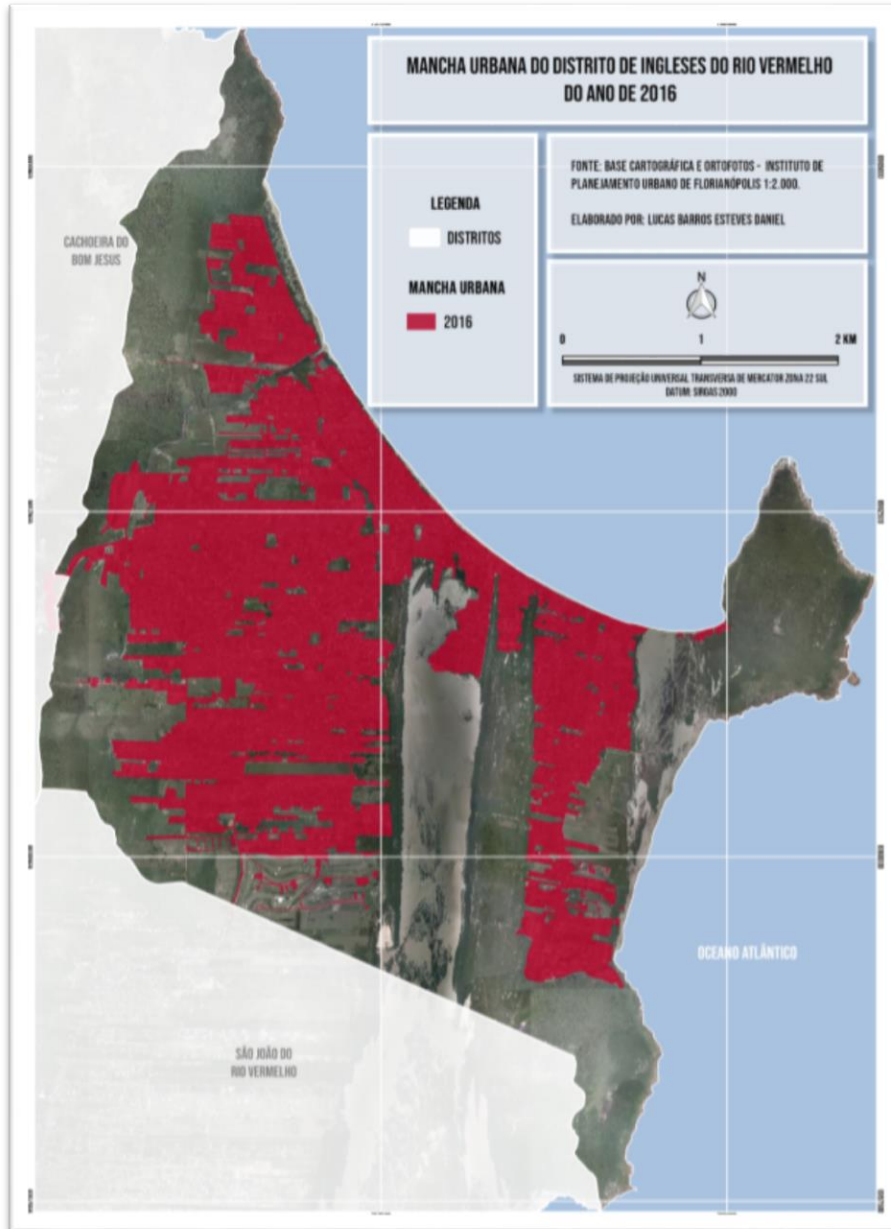 MANCHA URBANA DO DISTRITO DE INGLESES DO RIO VERMELHO
DO ANO DE 2016
LEGENDA
DISTRITOS
MANCHA URBANA
2016
FONTE: BASE CARTOGRÁFICA E ORTOFOTOS - INSTITUTO DE
PLANEJAMENTO URBANO DE FLORIANÓPOLIS 1:2.000.
ELABORADO POR: LUCAS BARROS ESTEVES DANIEL
N
0 1 2 KM
SISTEMA DE PROJEÇÃO UNIVERSAL TRANSVERSA DE MERCATOR ZONA 22 SUL
DATUM: SIRGAS 2000
CACHOEIRA DO
BOM JESUS
OCEANO ATLÂNTICO
SÃO JOÃO DO
RIO VERMELHO